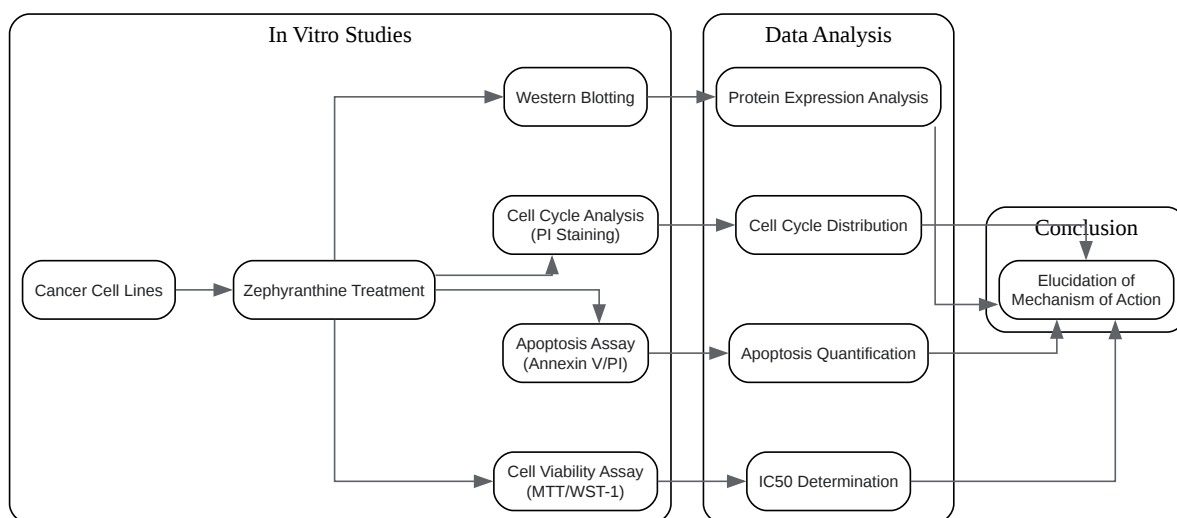 In Vitro Studies
Data Analysis
Western Blotting
Protein Expression Analysis
Cell Cycle Analysis
(PI Staining)
Cell Cycle Distribution
Conclusion
Cancer Cell Lines
Zephyranthine Treatment
Elucidation of
Mechanism of Action
Apoptosis Assay
(Annexin V/PI)
Apoptosis Quantification
Cell Viability Assay
(MTT/WST-1)
IC50 Determination